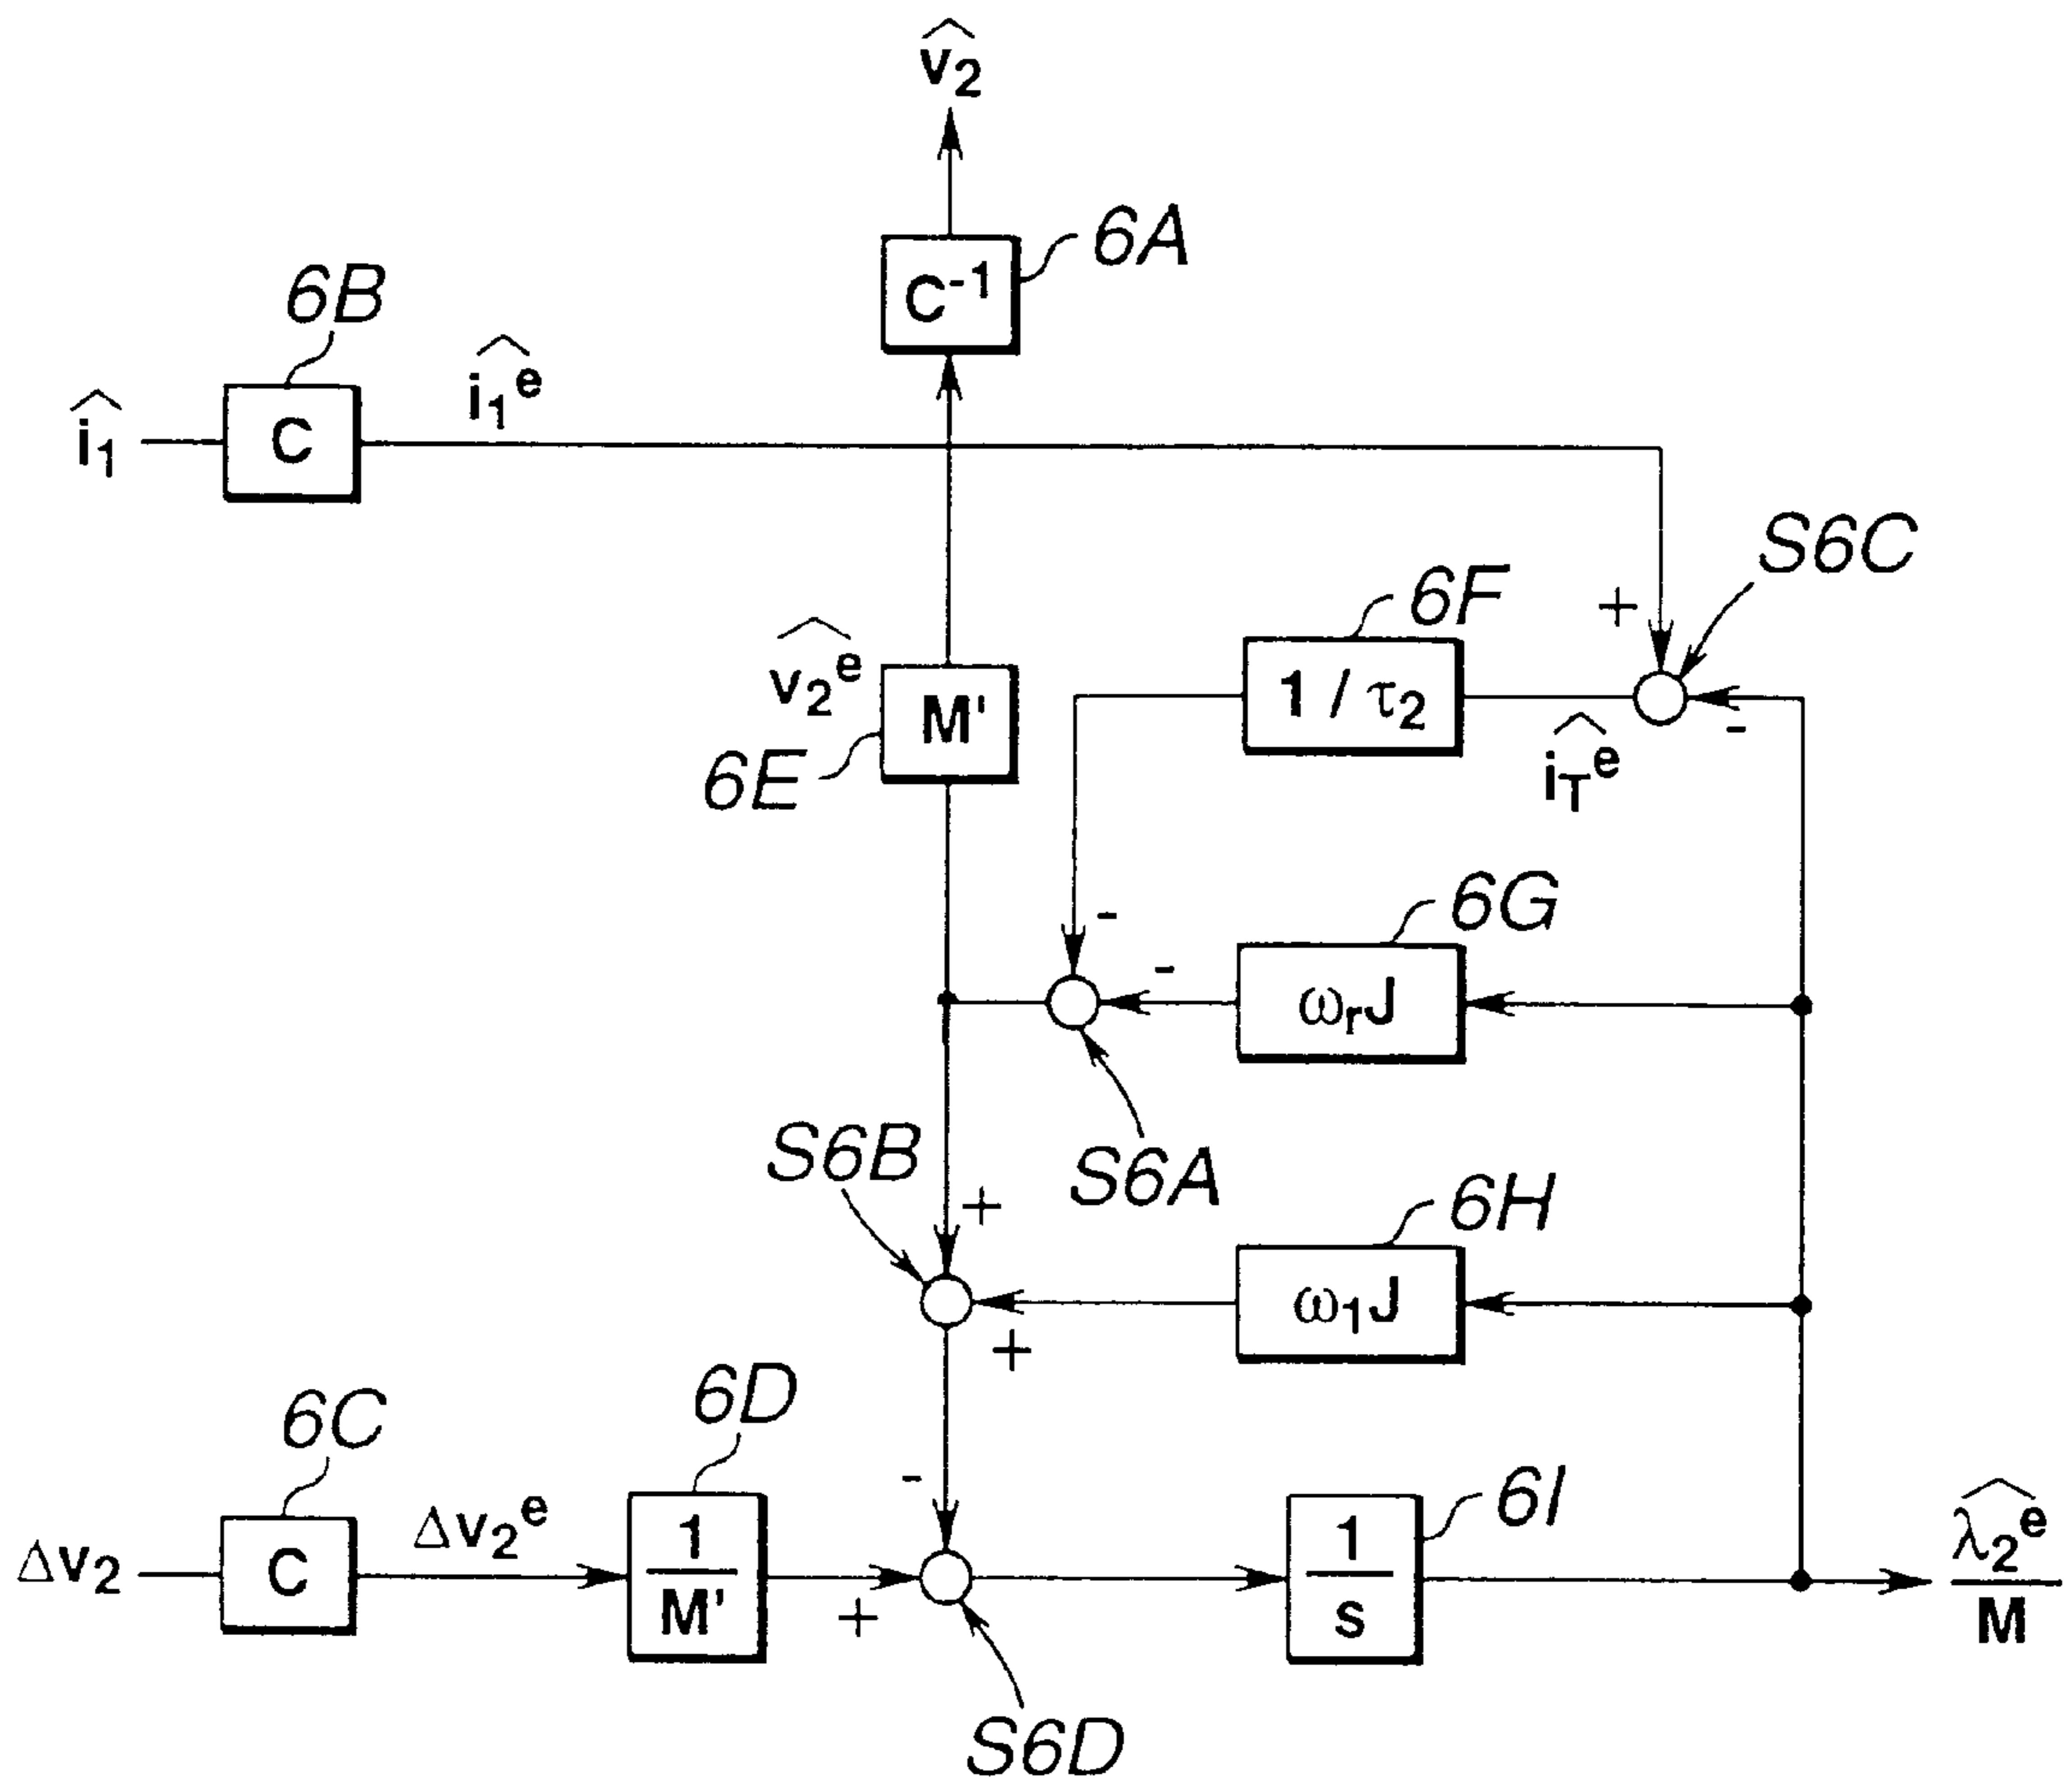 v̂₂
6A
C⁻¹
6B
î₁
C
î₁ᵉ
S6C
6F
+
1 / τ₂
-
v̂₂ᵉ
M'
6E
î_Tᵉ
6G
-
-
ωᵣJ
S6B
S6A
+
6H
ω₁J
+
6C
6D
-
6I
Δv₂
C
Δv₂ᵉ
1
M'
+
1
s
λ̂₂ᵉ
M
S6D